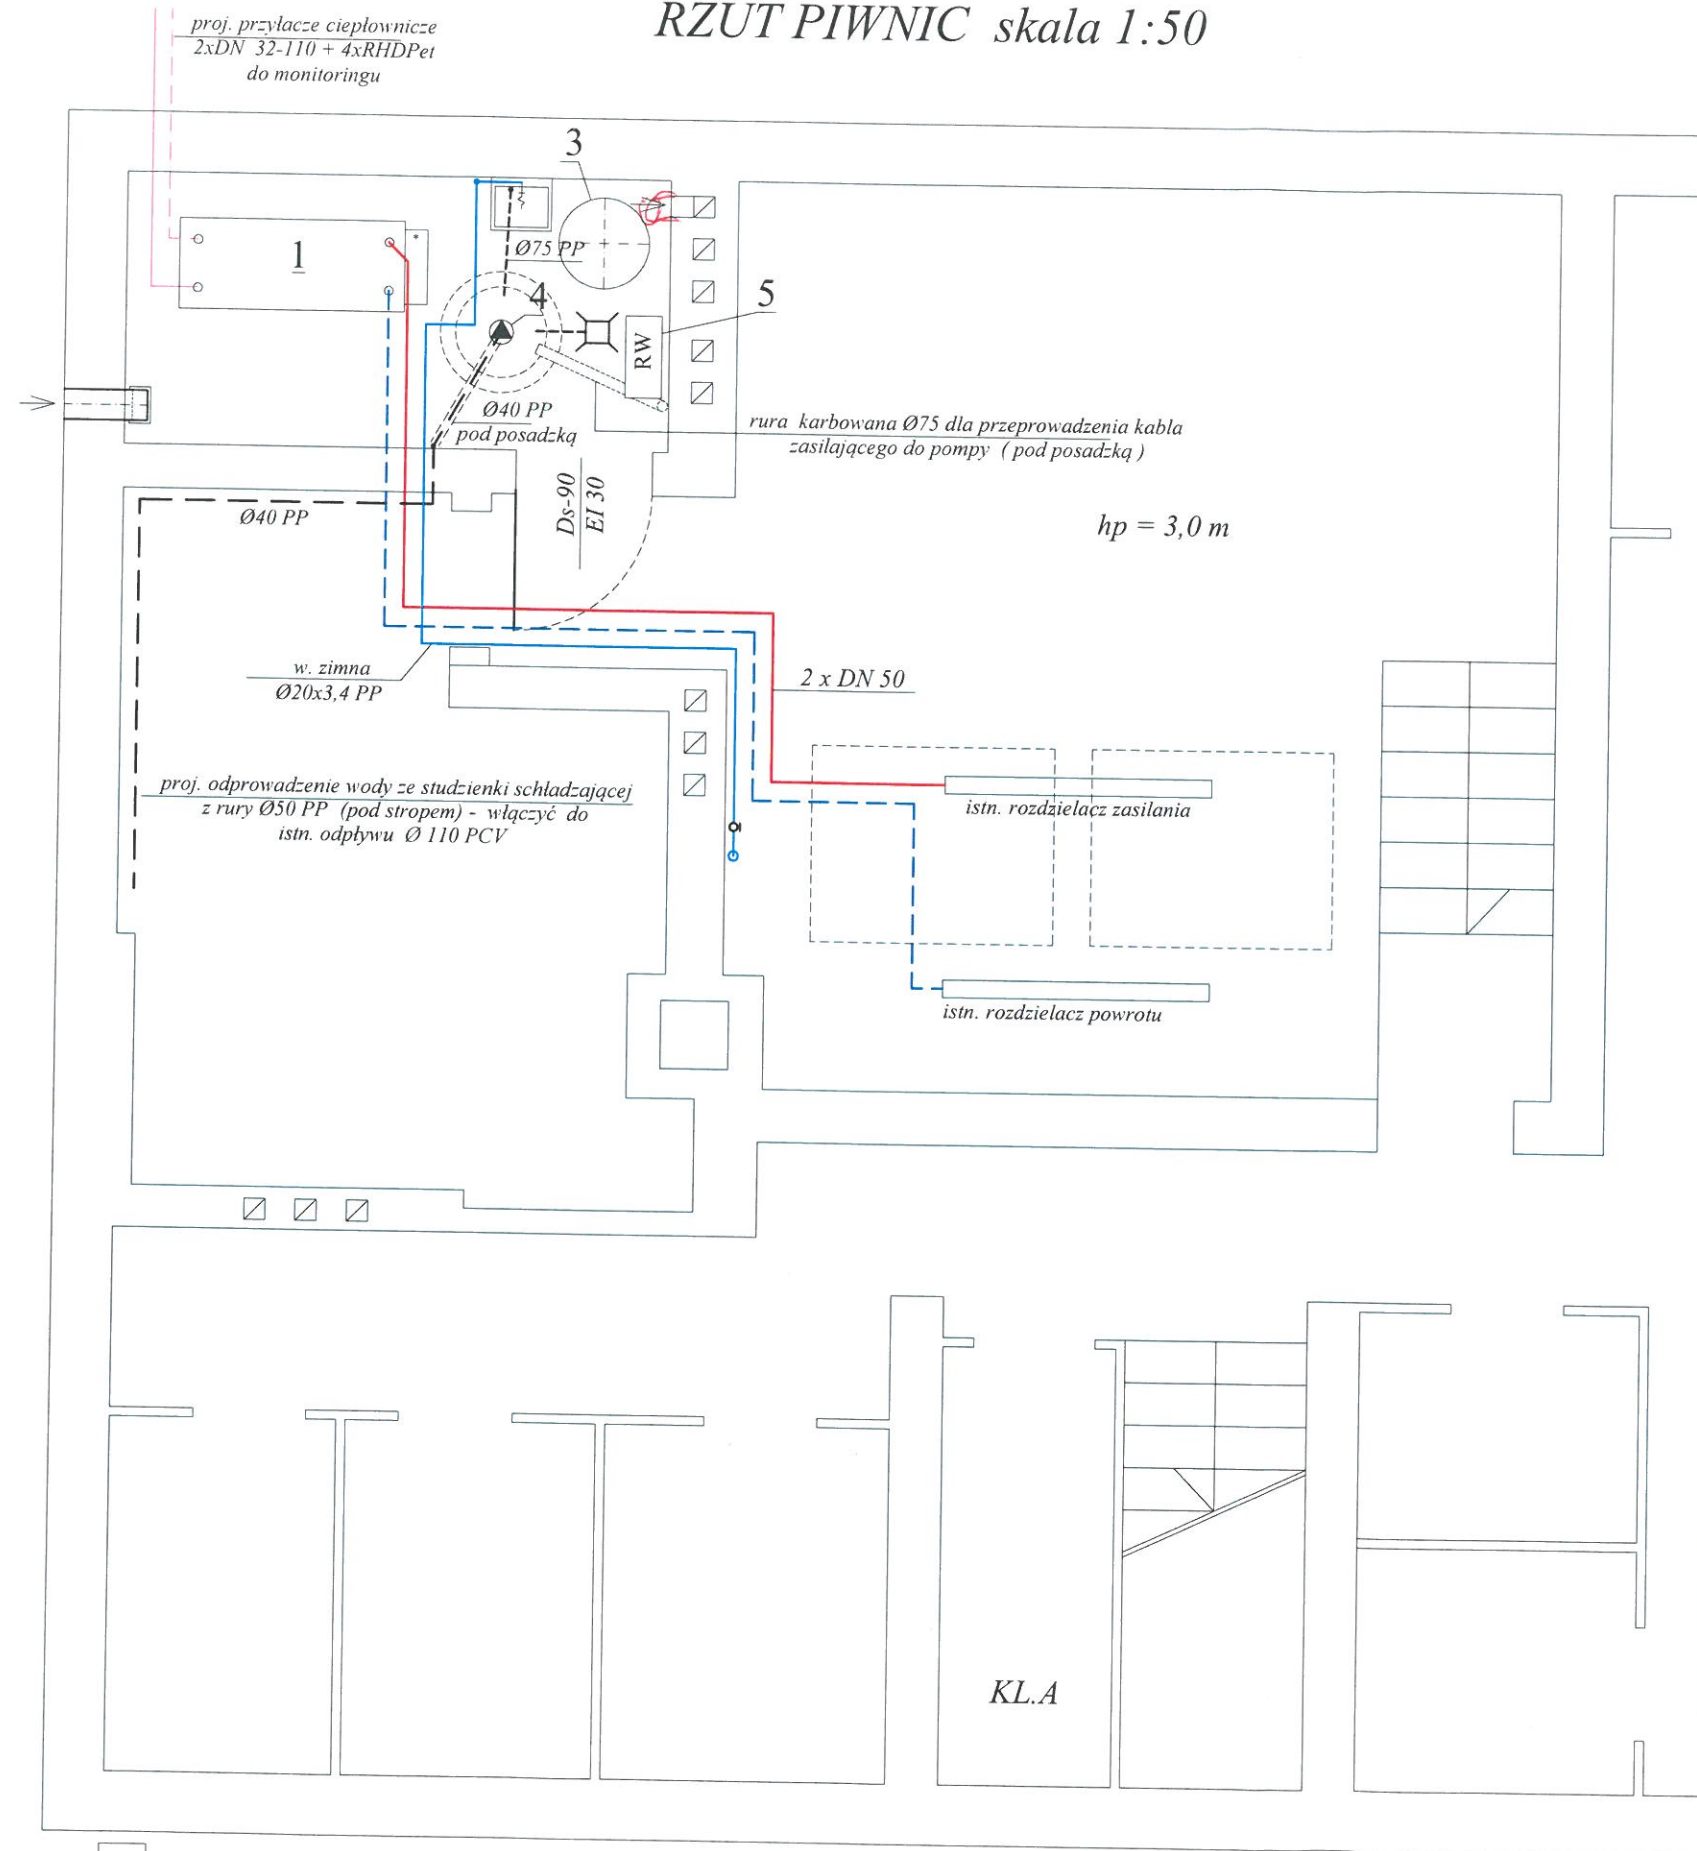 RZUT PIWNIC skala 1:50
proj. przyłacze ciepłownicze
2xDN 32-110 + 4xRHDPet
do monitoringu
3
1
Ø75 PP
4
5
RW
Ø40 PP
pod posadzką
rura karbowana Ø75 dla przeprowadzenia kabla
zasilającego do pompy ( pod posadzką )
Ds-90
EI 30
Ø40 PP
hp = 3,0 m
w. zimna
Ø20x3,4 PP
2 x DN 50
proj. odprowadzenie wody ze studzienki schładzającej
z rury Ø50 PP (pod stropem) - włączyć do
istn. odpływu Ø 110 PCV
istn. rozdzielacz zasilania
istn. rozdzielacz powrotu
KL.A